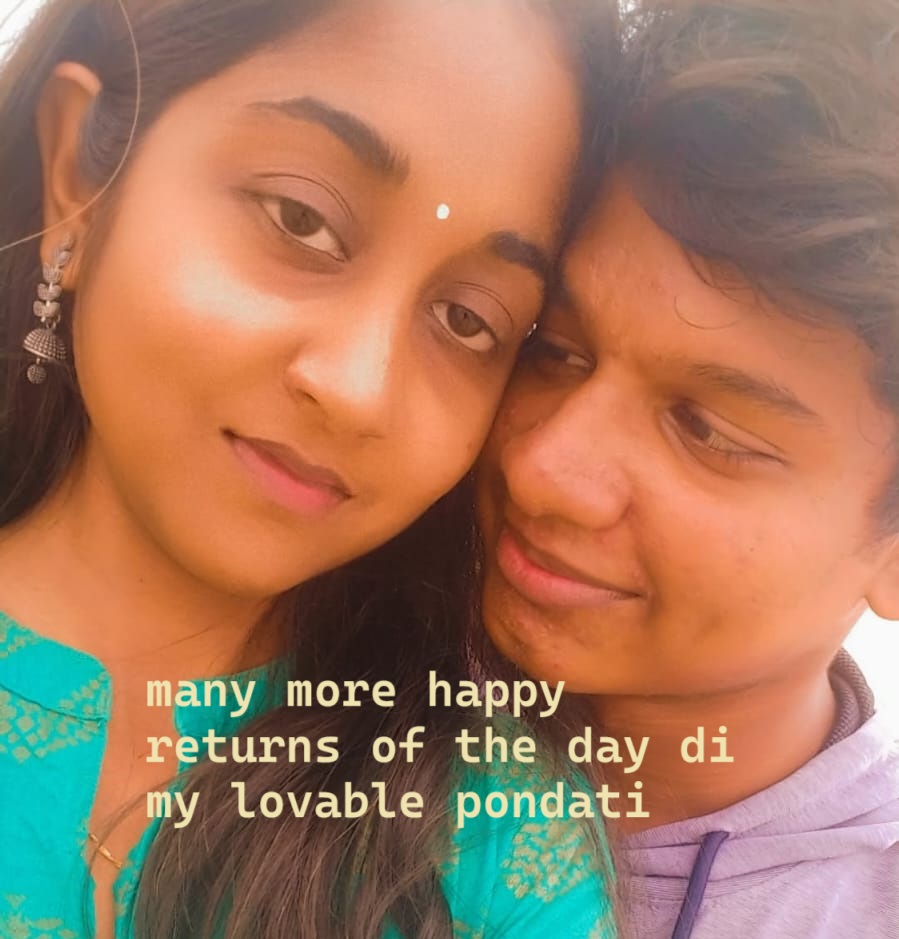 many more happy
returns of the day di
my lovable pondati